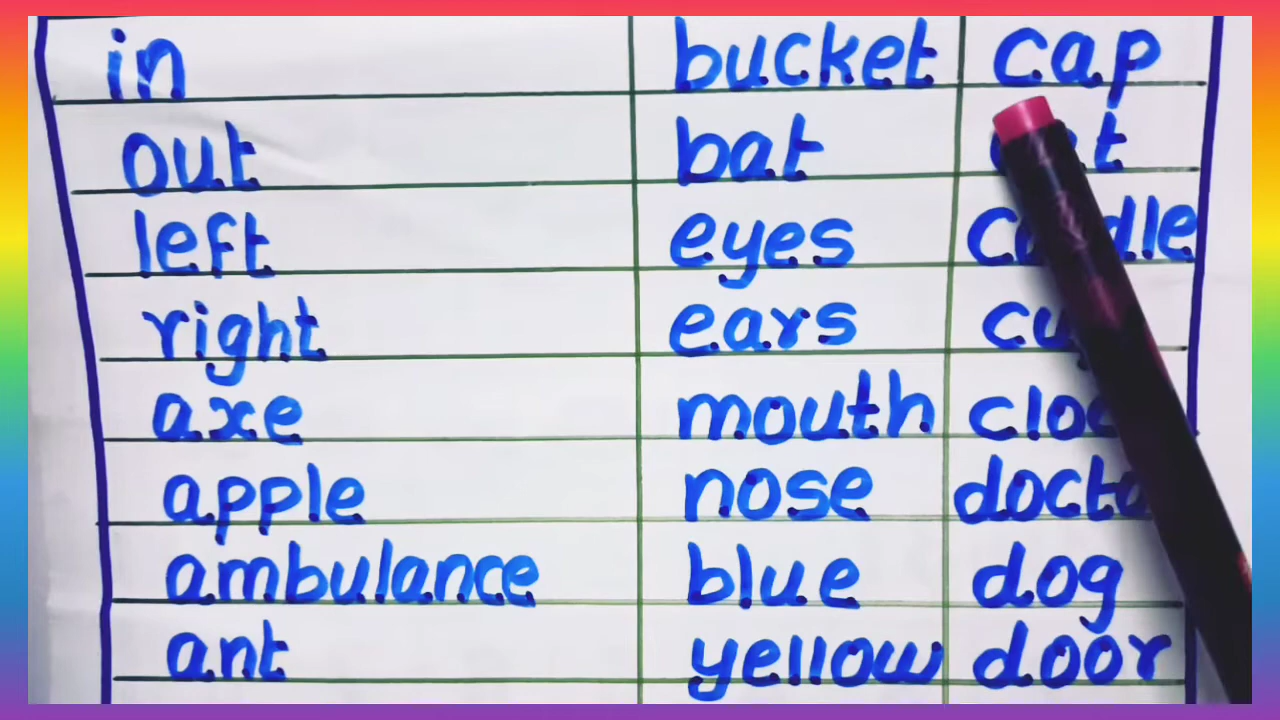 in bucket cap
out bat
left eyes
right ears
axe mouth
apple nose
ambulance blue dog
ant yellow door